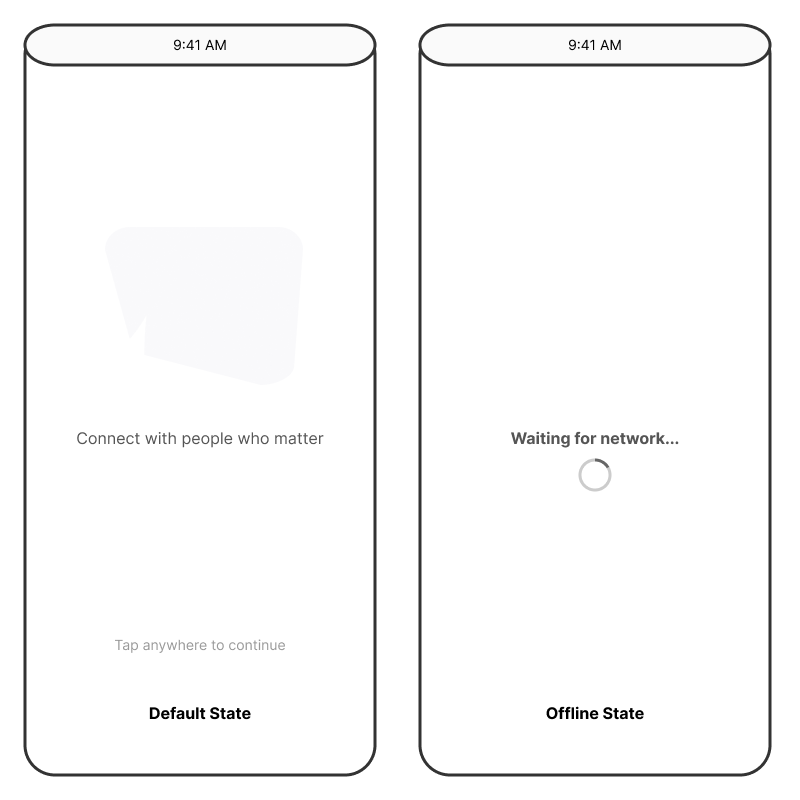 9:41 AM
Connect with people who matter
Tap anywhere to continue
Default State
9:41 AM
Waiting for network...
Offline State